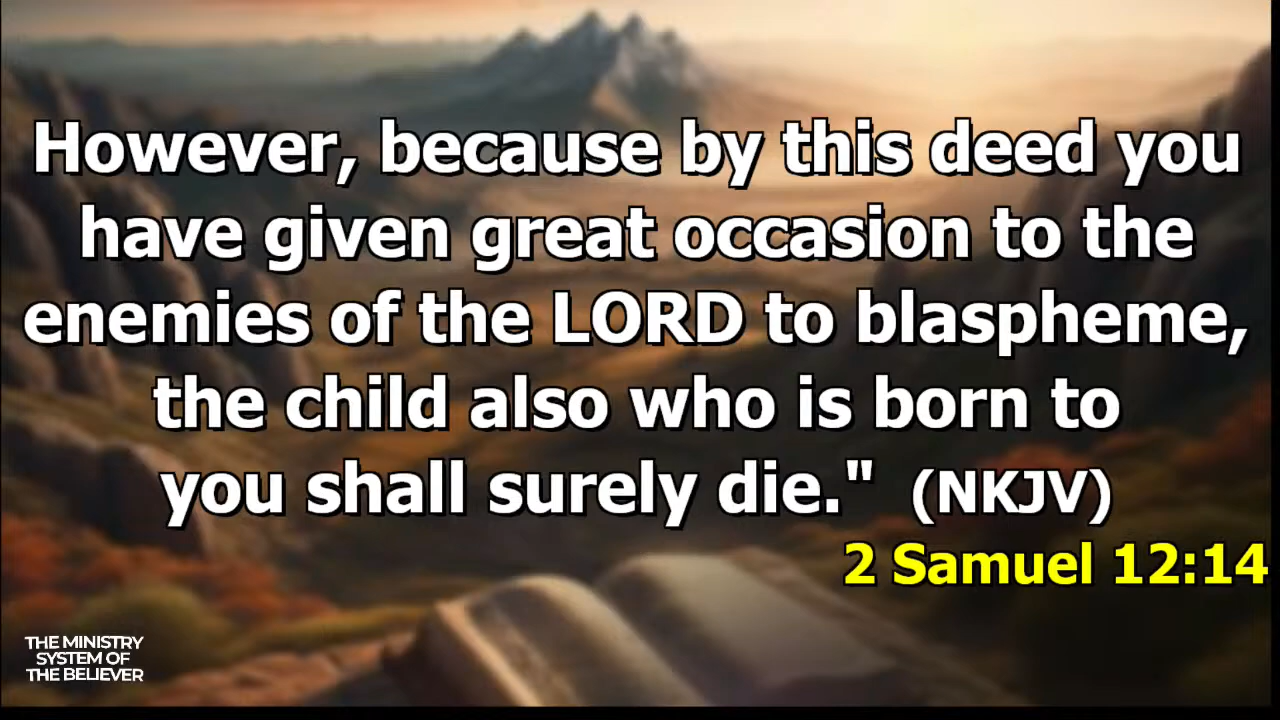 However, because by this deed you
have given great occasion to the
enemies of the LORD to blaspheme,
the child also who is born to
you shall surely die." (NKJV)
2 Samuel 12:14
THE MINISTRY
SYSTEM OF
THE BELIEVER